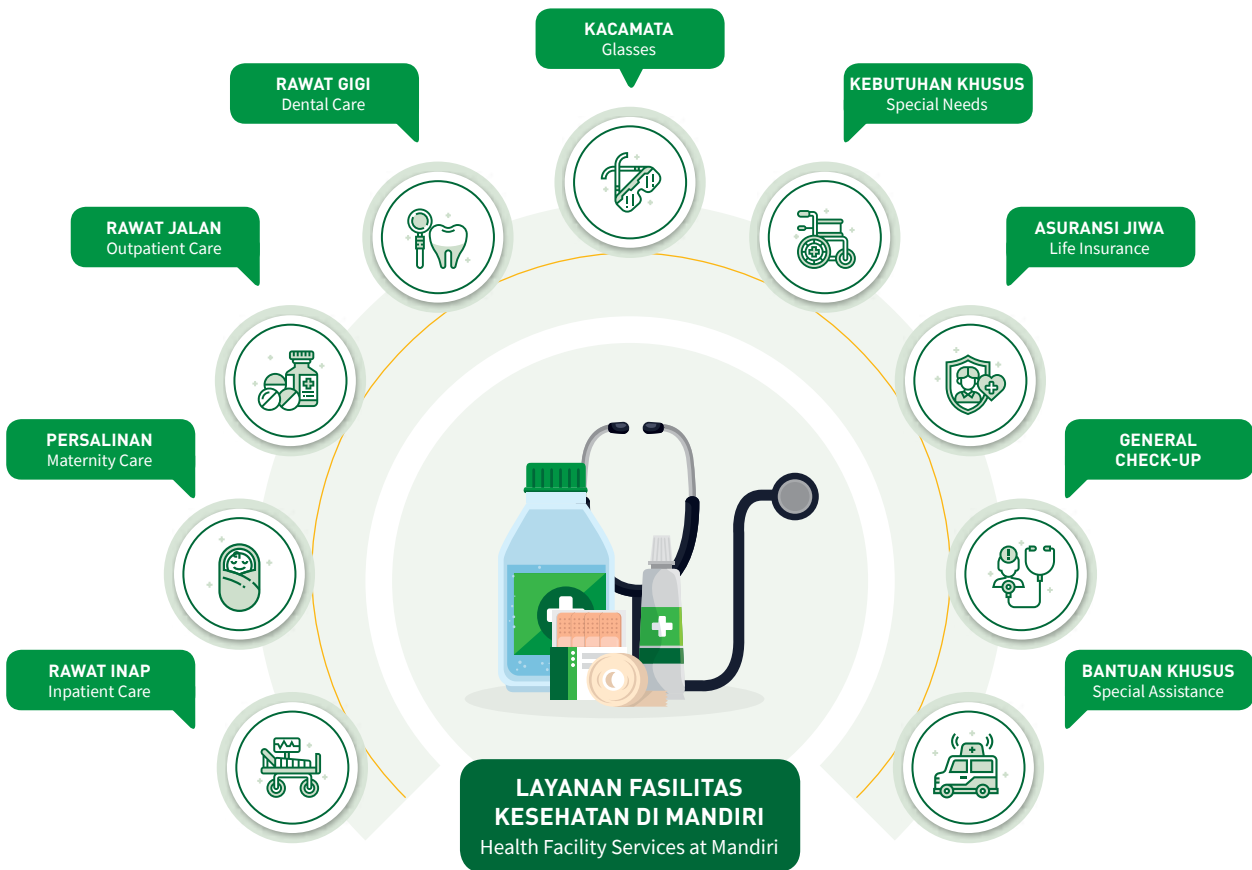 KACAMATA
Glasses
RAWAT GIGI
Dental Care
KEBUTUHAN KHUSUS
Special Needs
RAWAT JALAN
Outpatient Care
ASURANSI JIWA
Life Insurance
PERSALINAN
Maternity Care
GENERAL
CHECK-UP
RAWAT INAP
Inpatient Care
BANTUAN KHUSUS
Special Assistance
LAYANAN FASILITAS
KESEHATAN DI MANDIRI
Health Facility Services at Mandiri